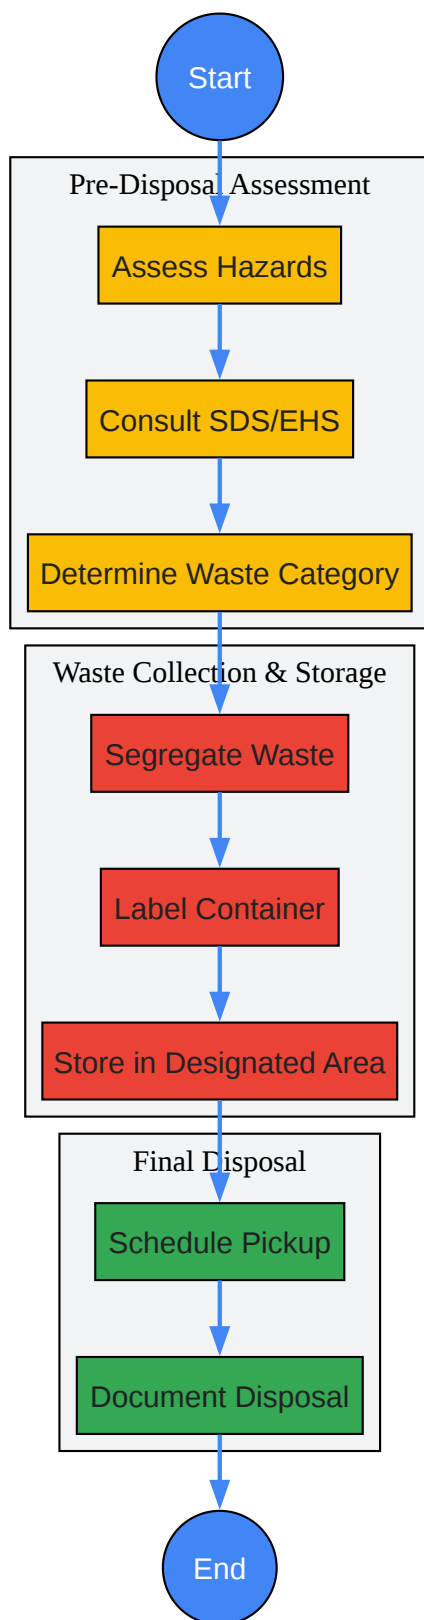 Start
Pre-Disposal Assessment
Assess Hazards
Consult SDS/EHS
Determine Waste Category
Waste Collection & Storage
Segregate Waste
Label Container
Store in Designated Area
Final Disposal
Schedule Pickup
Document Disposal
End